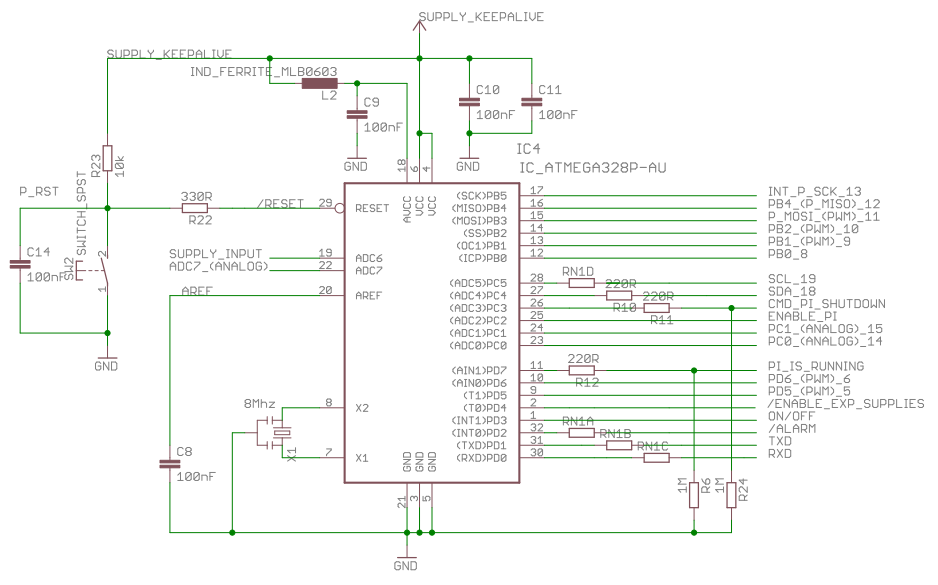 SUPPLY_KEEPALIVE
SUPPLY_KEEPALIVE
IND_FERRITE_MLB0603
L2
C9
100nF
C10
100nF
C11
100nF
GND
GND
IC4
IC_ATMEGA328P-AU
R23
10k
P_RST
SWITCH_SPST
SW2
2
1
C14
100nF
GND
330R
R22
/RESET
29
RESET
18
6
4
AVCC
VCC
VCC
SUPPLY_INPUT
19
ADC6
ADC7_(ANALOG)
22
ADC7
AREF
20
AREF
8Mhz
X1
8
X2
7
X1
C8
100nF
GND
GND
GND
21
3
5
GND
(SCK)PB5
17
INT_P_SCK_13
(MISO)PB4
16
PB4_(P_MISO)_12
(MOSI)PB3
15
P_MOSI_(PWM)_11
(SS)PB2
14
PB2_(PWM)_10
(OC1)PB1
13
PB1_(PWM)_9
(ICP)PB0
12
PB0_8
(ADC5)PC5
28
RN1D
SCL_19
(ADC4)PC4
27
220R
R10
SDA_18
(ADC3)PC3
26
220R
R11
CMD_PI_SHUTDOWN
(ADC2)PC2
25
ENABLE_PI
(ADC1)PC1
24
PC1_(ANALOG)_15
(ADC0)PC0
23
PC0_(ANALOG)_14
(AIN1)PD7
11
220R
R12
PI_IS_RUNNING
(AIN0)PD6
10
PD6_(PWM)_6
(T1)PD5
9
PD5_(PWM)_5
(T0)PD4
2
/ENABLE_EXP_SUPPLIES
(INT1)PD3
1
ON/OFF
(INT0)PD2
32
RN1A
/ALARM
(TXD)PD1
31
RN1B
TXD
(RXD)PD0
30
RN1C
RXD
1M
R6
1M
R24